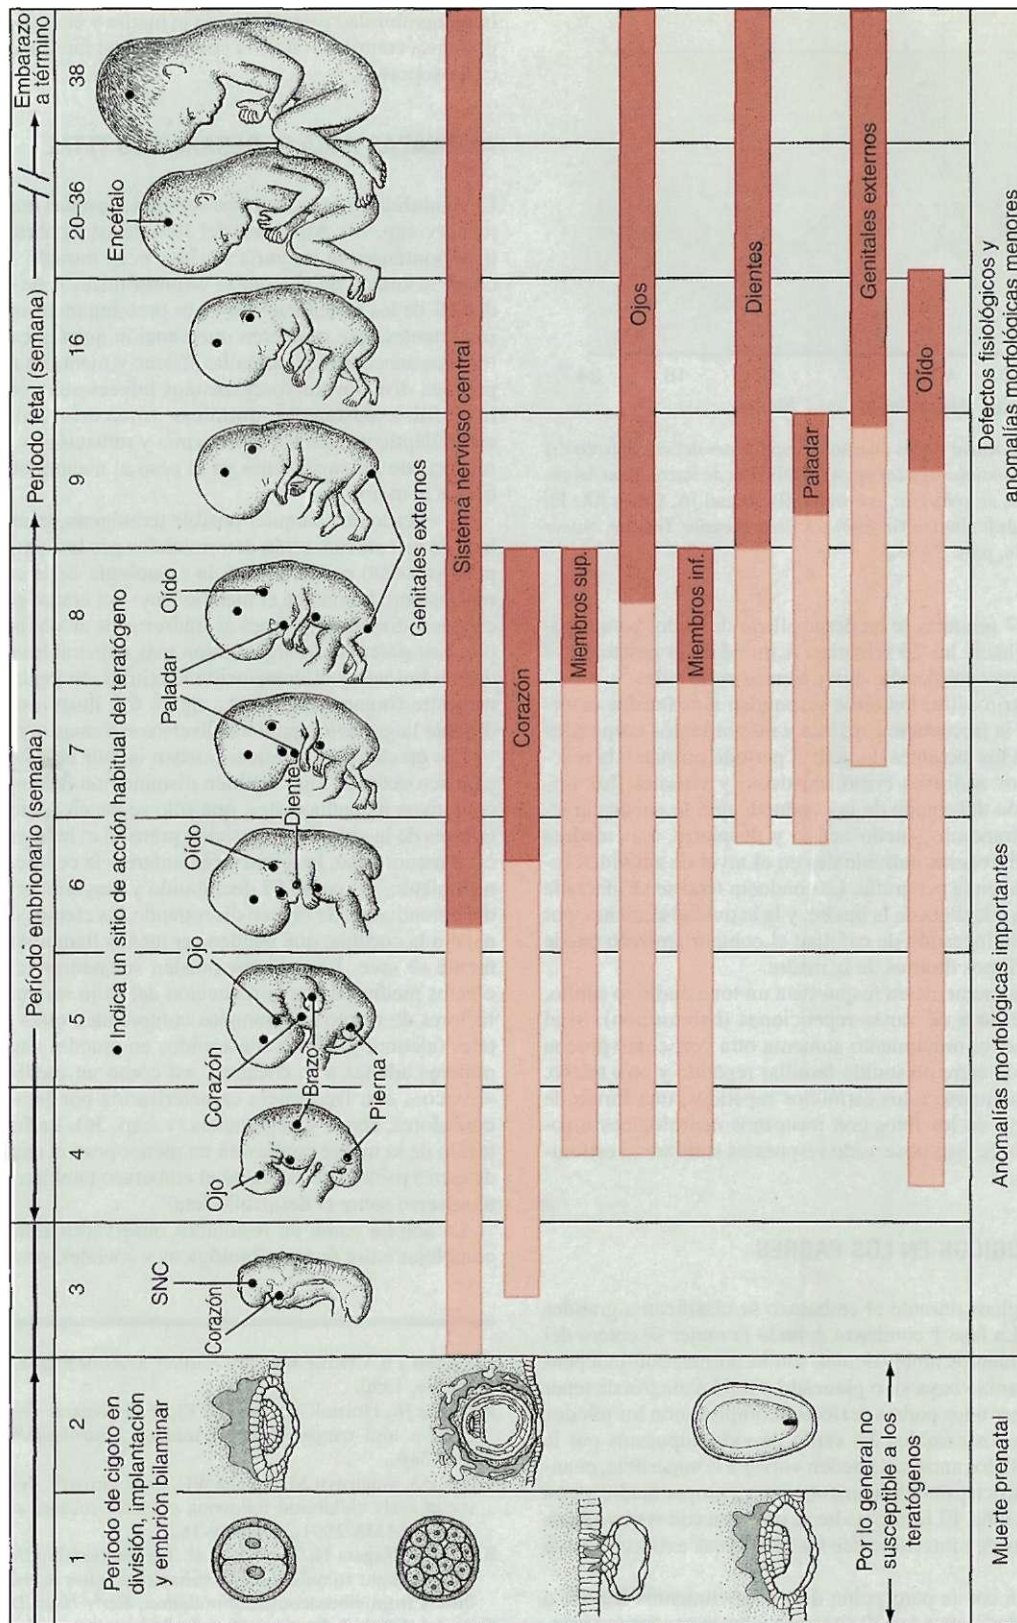 Período embrionario (semana)
Período fetal (semana)
Embarazo
a término
1
2
3
4
5
6
7
8
9
16
20–36
38
Período de cigoto en
división, implantación
y embrión bilaminar
• Indica un sitio de acción habitual del teratógeno
SNC
Corazón
Ojo
Corazón
Brazo
Pierna
Ojo
Oído
Diente
Paladar
Oído
Genitales externos
Encéfalo
Sistema nervioso central
Corazón
Miembros sup.
Ojos
Miembros inf.
Dientes
Paladar
Genitales externos
Oído
Por lo general no
susceptible a los
teratógenos
Muerte prenatal
Anomalías morfológicas importantes
Defectos fisiológicos y
anomalías morfológicas menores